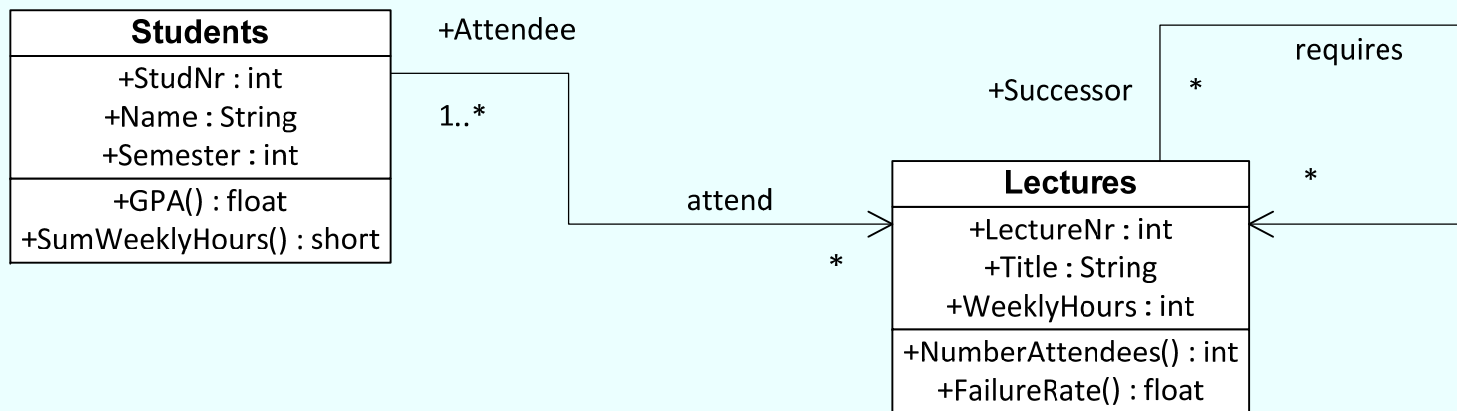 Students
+StudNr : int
+Name : String
+Semester : int
+GPA() : float
+SumWeeklyHours() : short
+Attendee
1..*
attend
*
+Successor
*
requires
*
Lectures
+LectureNr : int
+Title : String
+WeeklyHours : int
+NumberAttendees() : int
+FailureRate() : float